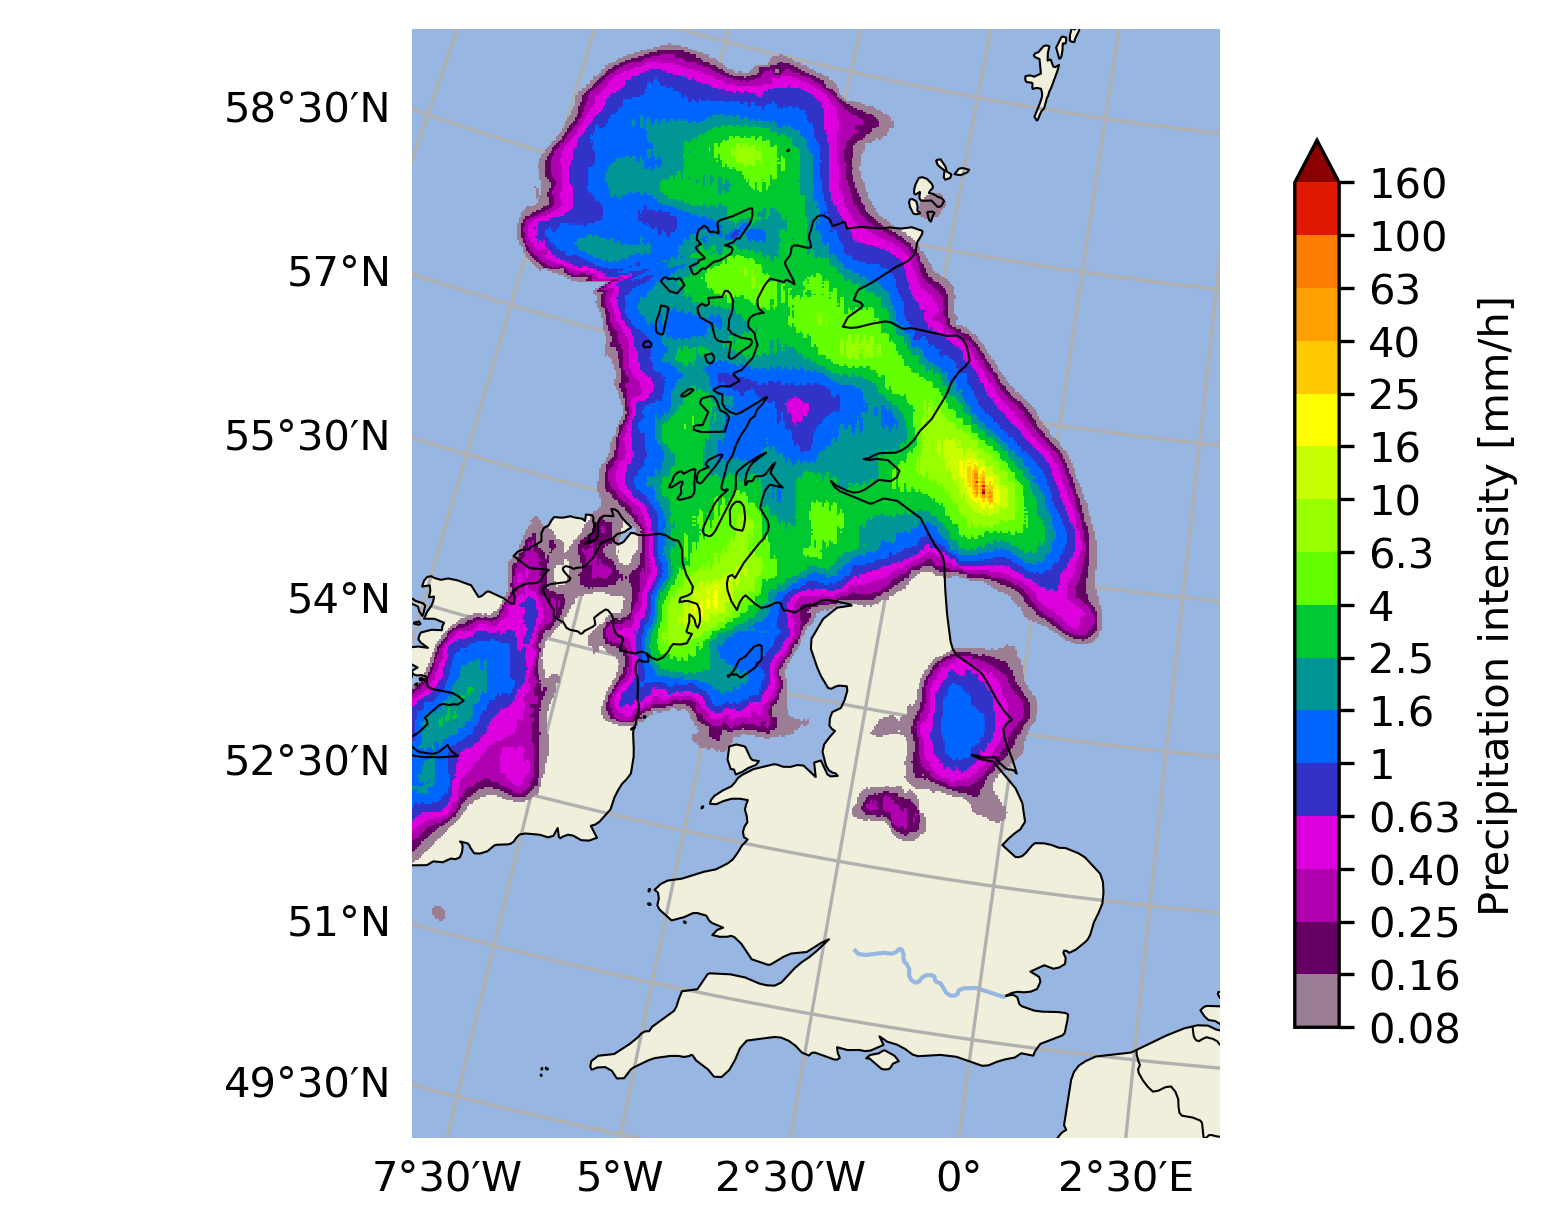 58°30′N
57°N
55°30′N
54°N
52°30′N
51°N
49°30′N
7°30′W
5°W
2°30′W
0°
2°30′E
160
100
63
40
25
16
10
6.3
4
2.5
1.6
1
0.63
0.40
0.25
0.16
0.08
Precipitation intensity [mm/h]